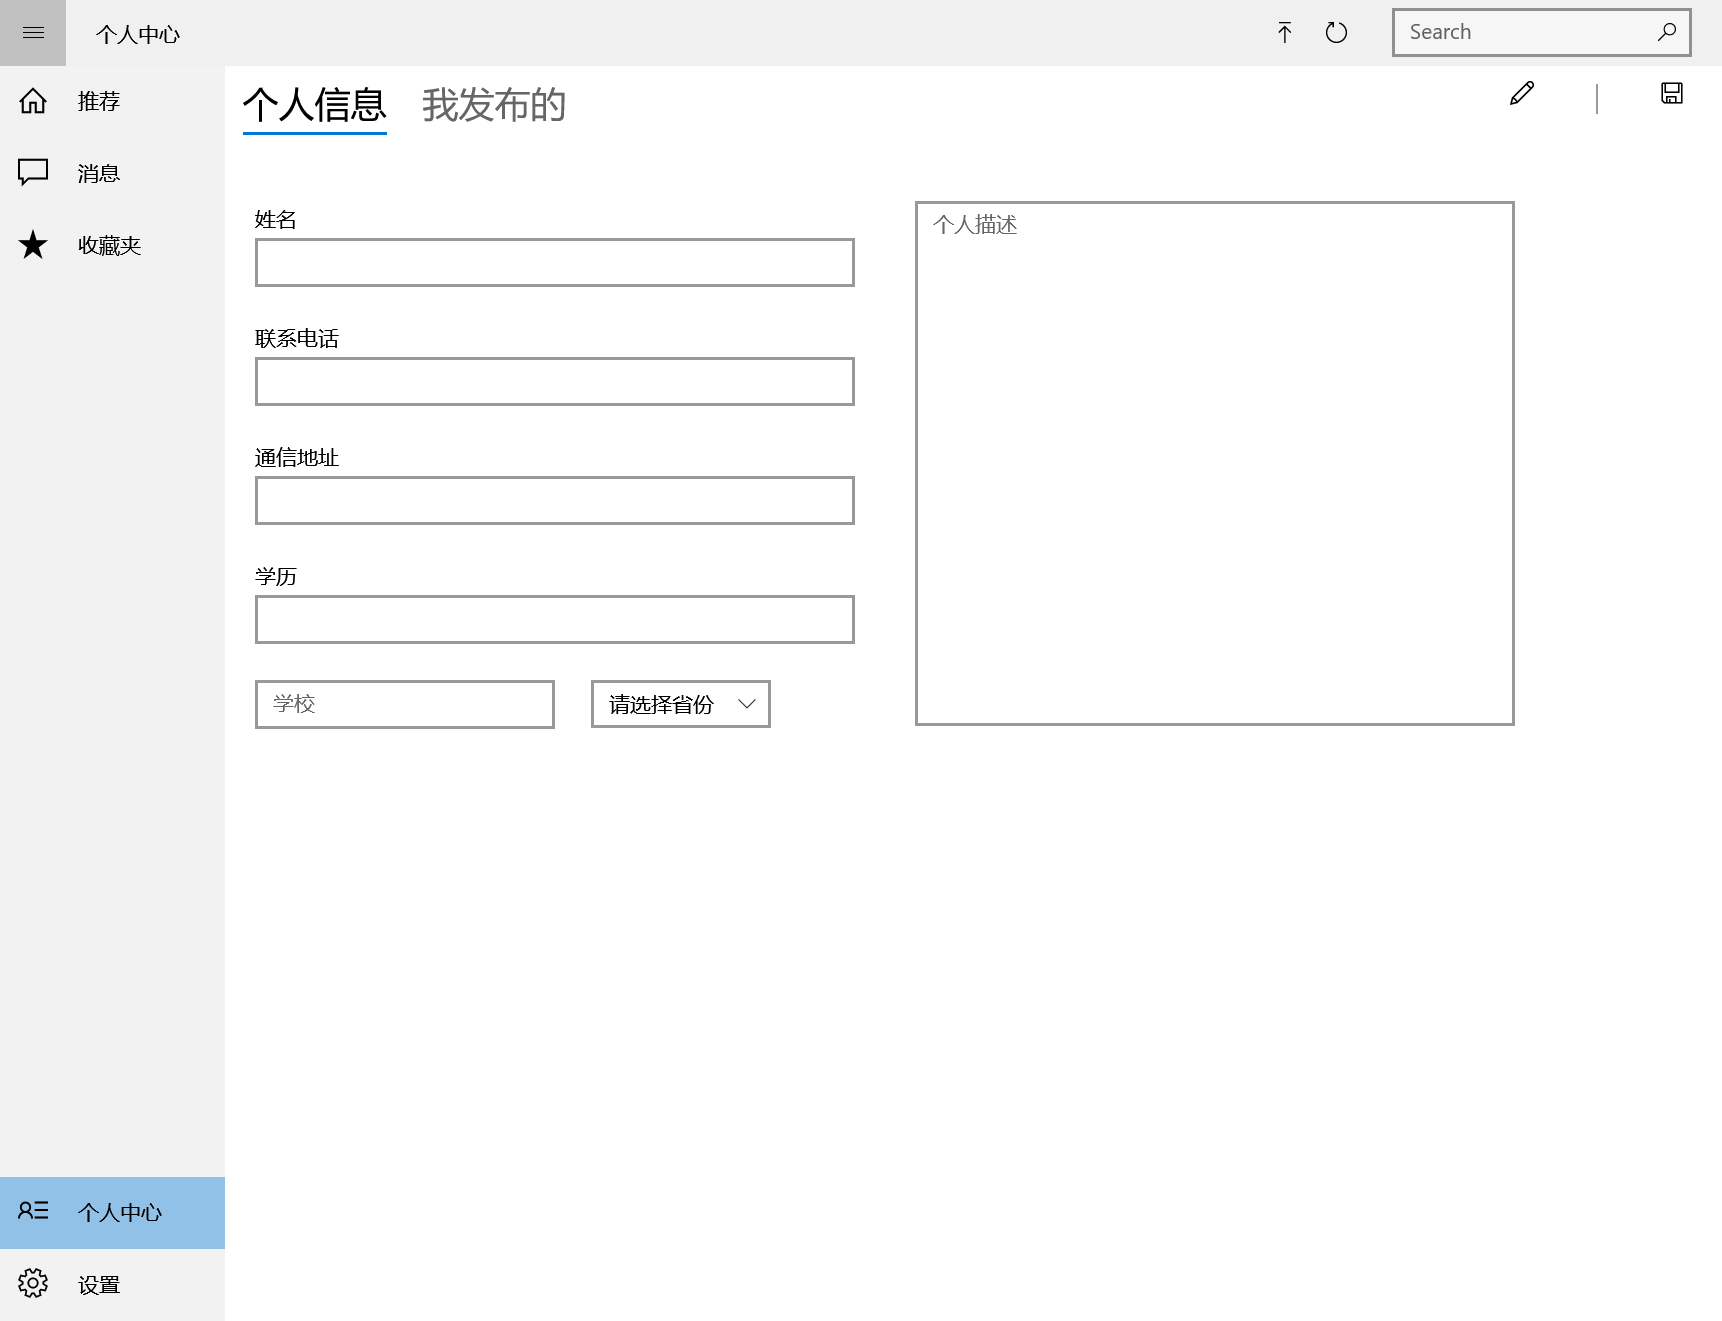 个人中心
Search
推荐
消息
收藏夹
个人信息
我发布的
姓名
联系电话
通信地址
学历
学校
请选择省份
个人描述
个人中心
设置